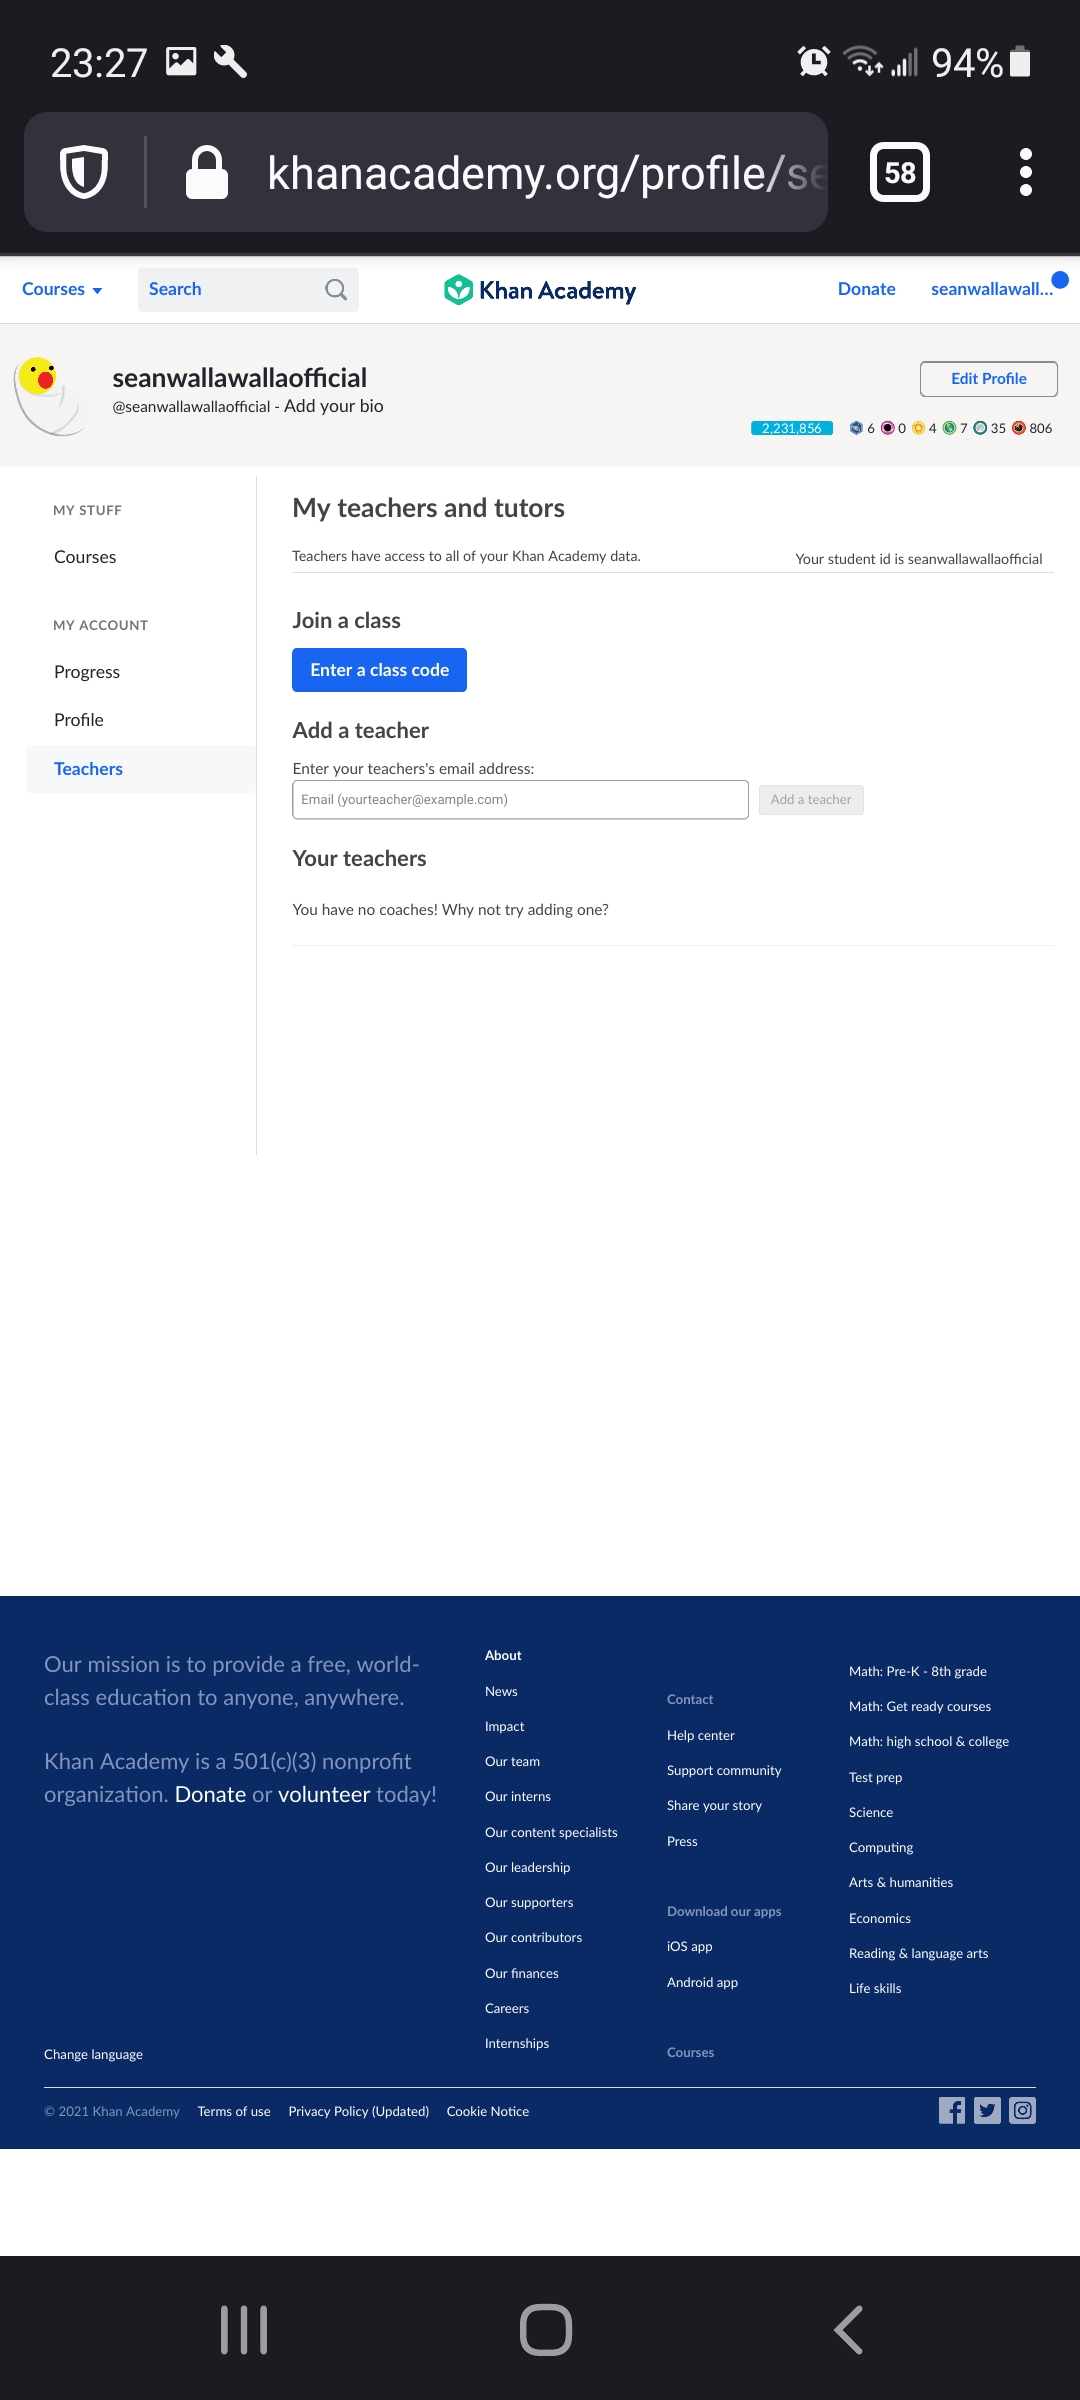 23:27
94%
khanacademy.org/profile/se
58
Courses
Search
Khan Academy
Donate
seanwallawall...
seanwallawallaofficial
@seanwallawallaofficial - Add your bio
Edit Profile
2,231,856 6 0 4 7 35 806
MY STUFF
Courses
MY ACCOUNT
Progress
Profile
Teachers
My teachers and tutors
Teachers have access to all of your Khan Academy data.
Your student id is seanwallawallaofficial
Join a class
Enter a class code
Add a teacher
Enter your teachers's email address:
Email (yourteacher@example.com)
Add a teacher
Your teachers
You have no coaches! Why not try adding one?
Our mission is to provide a free, world-
class education to anyone, anywhere.
Khan Academy is a 501(c)(3) nonprofit
organization. Donate or volunteer today!
About
News
Impact
Our team
Our interns
Our content specialists
Our leadership
Our supporters
Our contributors
Our finances
Careers
Internships
Contact
Help center
Support community
Share your story
Press
Download our apps
iOS app
Android app
Courses
Math: Pre-K - 8th grade
Math: Get ready courses
Math: high school & college
Test prep
Science
Computing
Arts & humanities
Economics
Reading & language arts
Life skills
Change language
© 2021 Khan Academy
Terms of use
Privacy Policy (Updated)
Cookie Notice